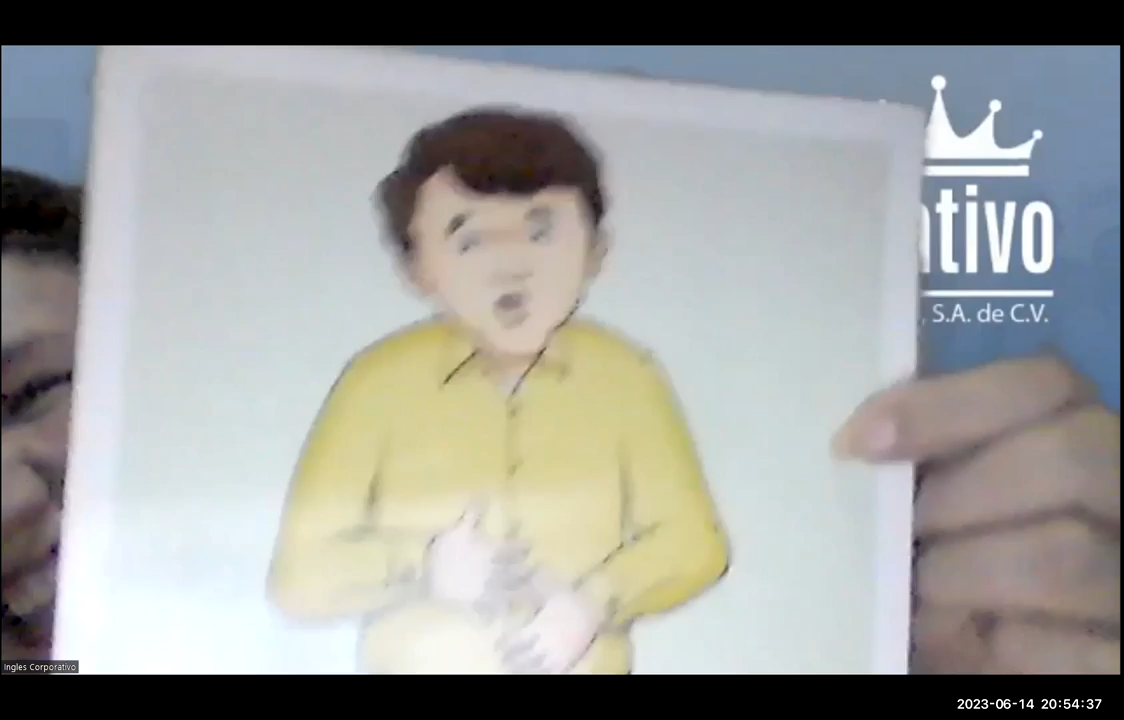 ativo
, S.A. de C.V.
Ingles Corporativo
2023-06-14 20:54:37